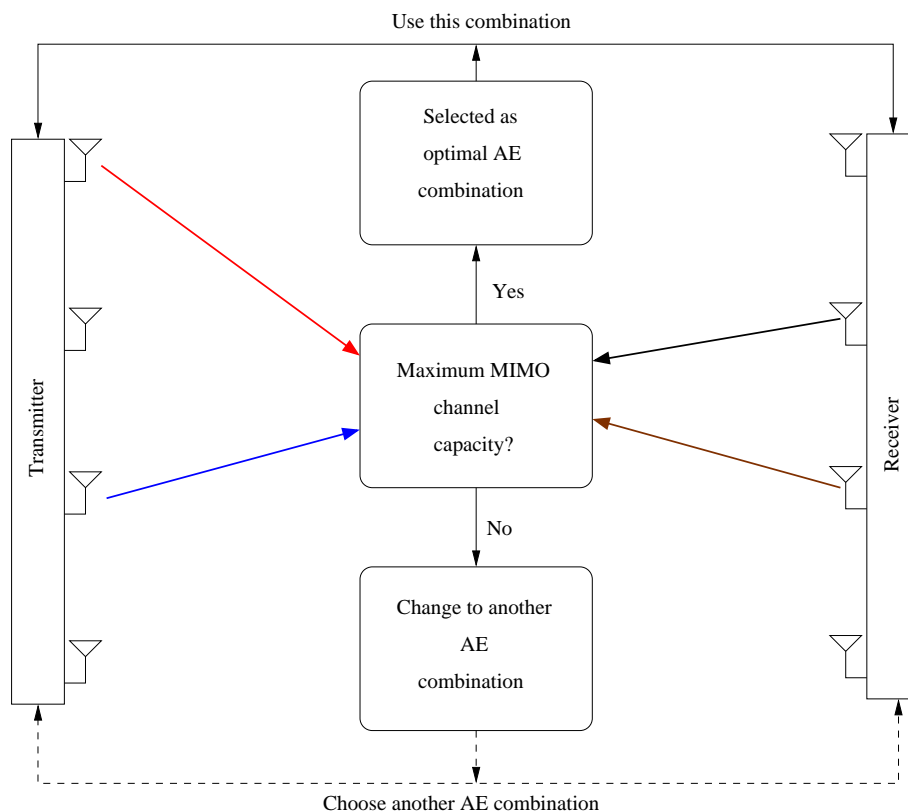 Use this combination
Selected as
optimal AE
combination
Yes
Transmitter
Maximum MIMO
channel
capacity?
Receiver
No
Change to another
AE
combination
Choose another AE combination